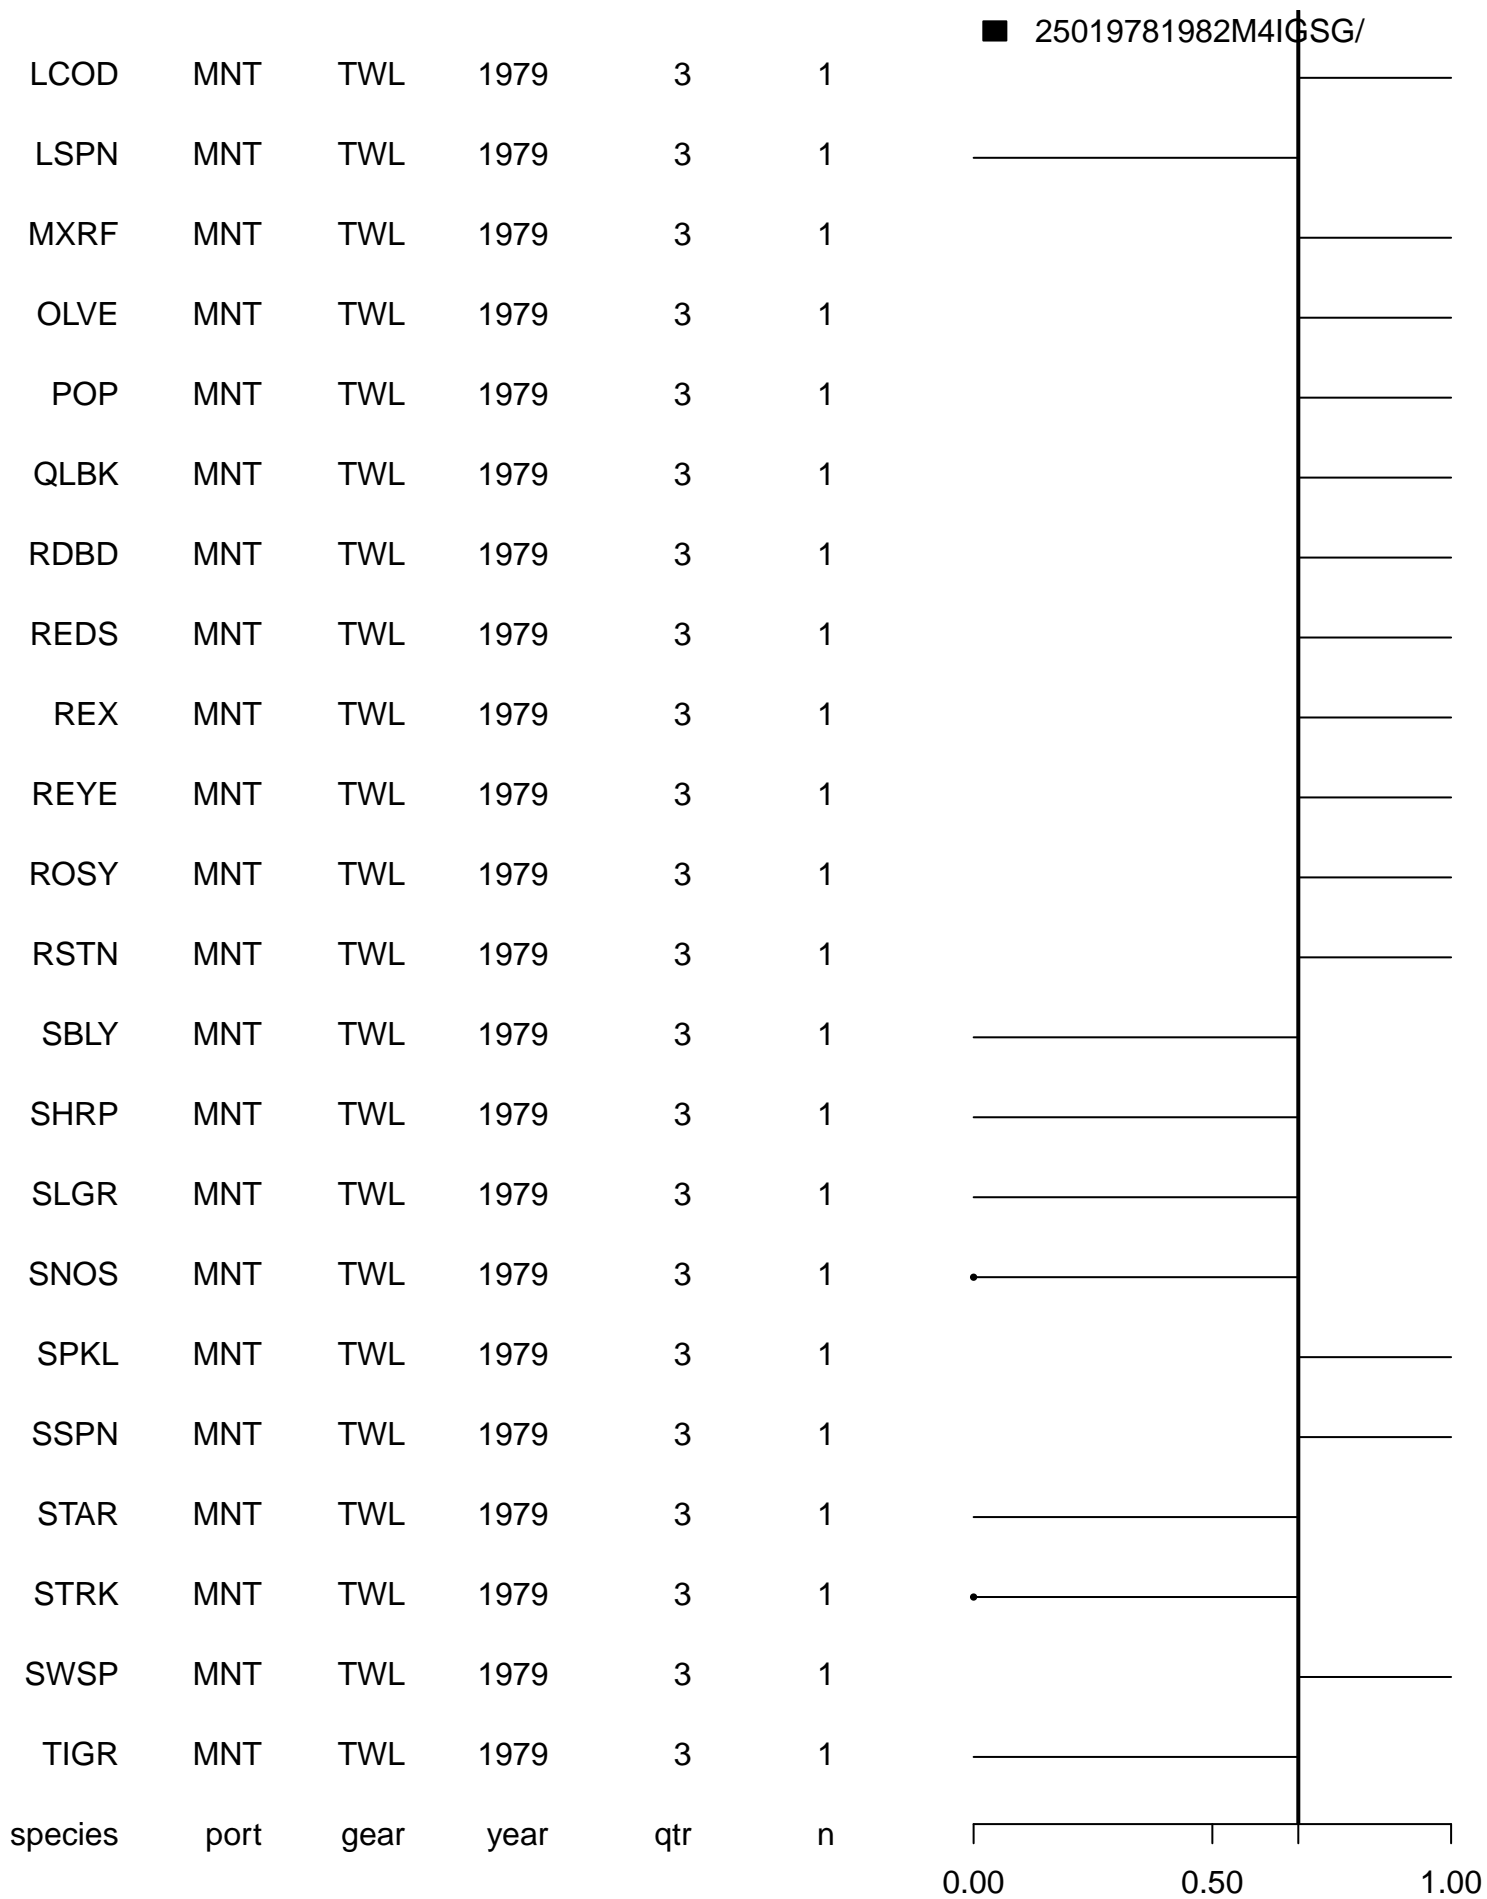 25019781982M4IGSG/
LCOD MNT TWL 1979 3 1
LSPN MNT TWL 1979 3 1
MXRF MNT TWL 1979 3 1
OLVE MNT TWL 1979 3 1
POP MNT TWL 1979 3 1
QLBK MNT TWL 1979 3 1
RDBD MNT TWL 1979 3 1
REDS MNT TWL 1979 3 1
REX MNT TWL 1979 3 1
REYE MNT TWL 1979 3 1
ROSY MNT TWL 1979 3 1
RSTN MNT TWL 1979 3 1
SBLY MNT TWL 1979 3 1
SHRP MNT TWL 1979 3 1
SLGR MNT TWL 1979 3 1
SNOS MNT TWL 1979 3 1
SPKL MNT TWL 1979 3 1
SSPN MNT TWL 1979 3 1
STAR MNT TWL 1979 3 1
STRK MNT TWL 1979 3 1
SWSP MNT TWL 1979 3 1
TIGR MNT TWL 1979 3 1
species port gear year qtr n
0.00 0.50 1.00